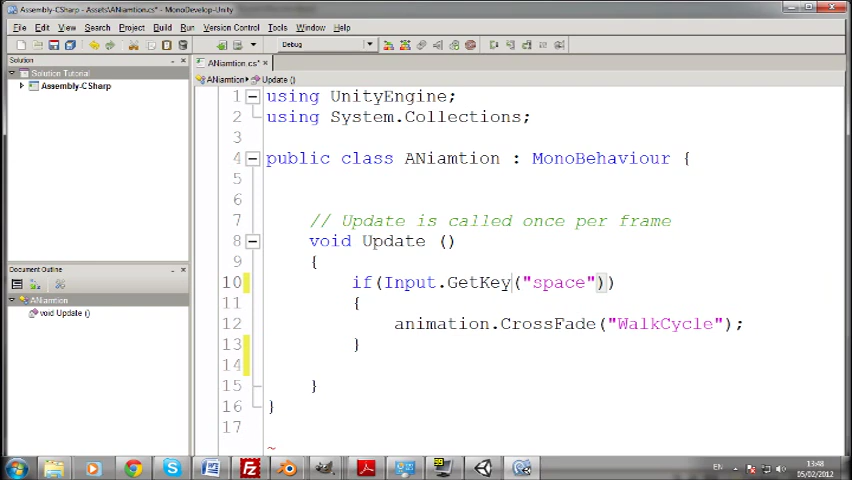 Assembly-CSharp - Assets\ANiamtion.cs* - MonoDevelop-Unity
File Edit View Search Project Build Run Version Control Tools Window Help
Debug
Solution
ANiamtion.cs*
Solution Tutorial
ANiamtion Update ()
Assembly-CSharp
1 using UnityEngine;
2 using System.Collections;
3
4 public class ANiamtion : MonoBehaviour {
5
6
7 // Update is called once per frame
8 void Update ()
9 {
10 if(Input.GetKey("space"))
11 {
12 animation.CrossFade("WalkCycle");
13 }
14
15 }
16 }
17
~
Document Outline
ANiamtion
void Update ()
EN
13:48
05/02/2012